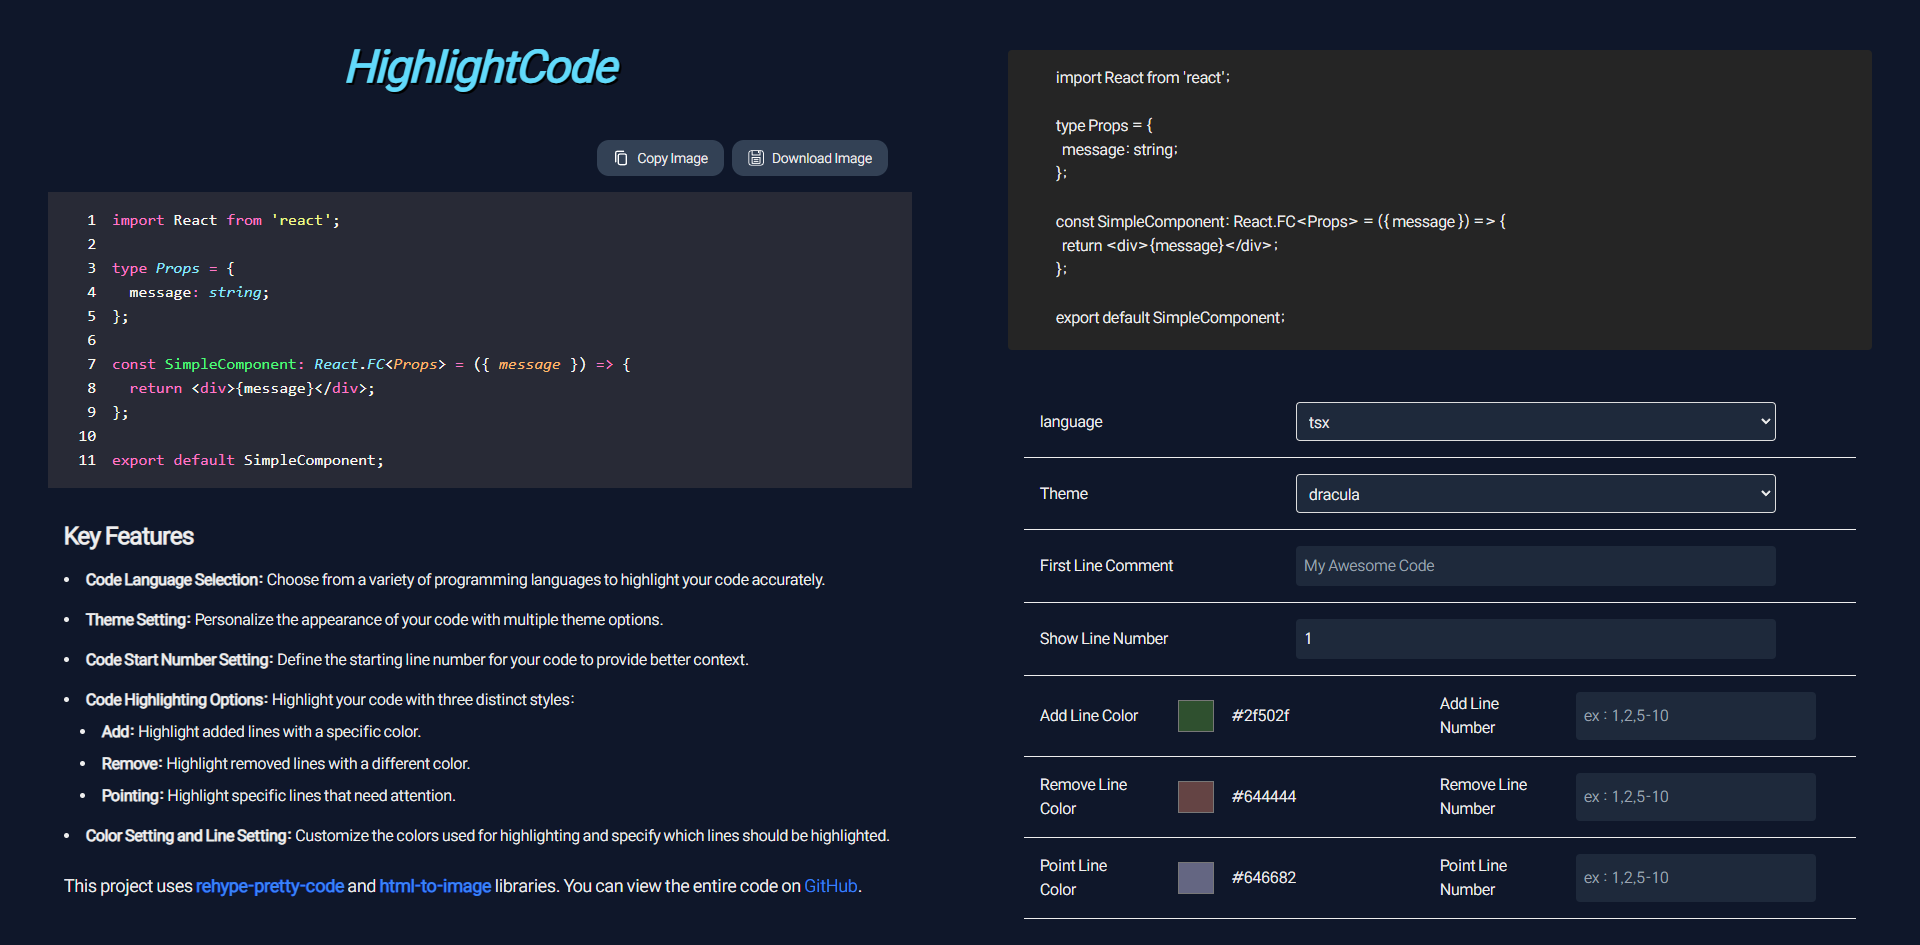 HighlightCode
Copy Image
Download Image
1 import React from 'react';
2
3 type Props = {
4   message: string;
5 };
6
7 const SimpleComponent: React.FC<Props> = ({ message }) => {
8   return <div>{message}</div>;
9 };
10
11 export default SimpleComponent;
Key Features
• Code Language Selection: Choose from a variety of programming languages to highlight your code accurately.
• Theme Setting: Personalize the appearance of your code with multiple theme options.
• Code Start Number Setting: Define the starting line number for your code to provide better context.
• Code Highlighting Options: Highlight your code with three distinct styles:
• Add: Highlight added lines with a specific color.
• Remove: Highlight removed lines with a different color.
• Pointing: Highlight specific lines that need attention.
• Color Setting and Line Setting: Customize the colors used for highlighting and specify which lines should be highlighted.
This project uses rehype-pretty-code and html-to-image libraries. You can view the entire code on GitHub.
import React from 'react';
type Props = {
  message: string;
};
const SimpleComponent: React.FC<Props> = ({ message }) => {
  return <div>{message}</div>;
};
export default SimpleComponent;
language
tsx
Theme
dracula
First Line Comment
My Awesome Code
Show Line Number
1
Add Line Color
#2f502f
Add Line
Number
ex : 1,2,5-10
Remove Line
Color
#644444
Remove Line
Number
ex : 1,2,5-10
Point Line
Color
#646682
Point Line
Number
ex : 1,2,5-10